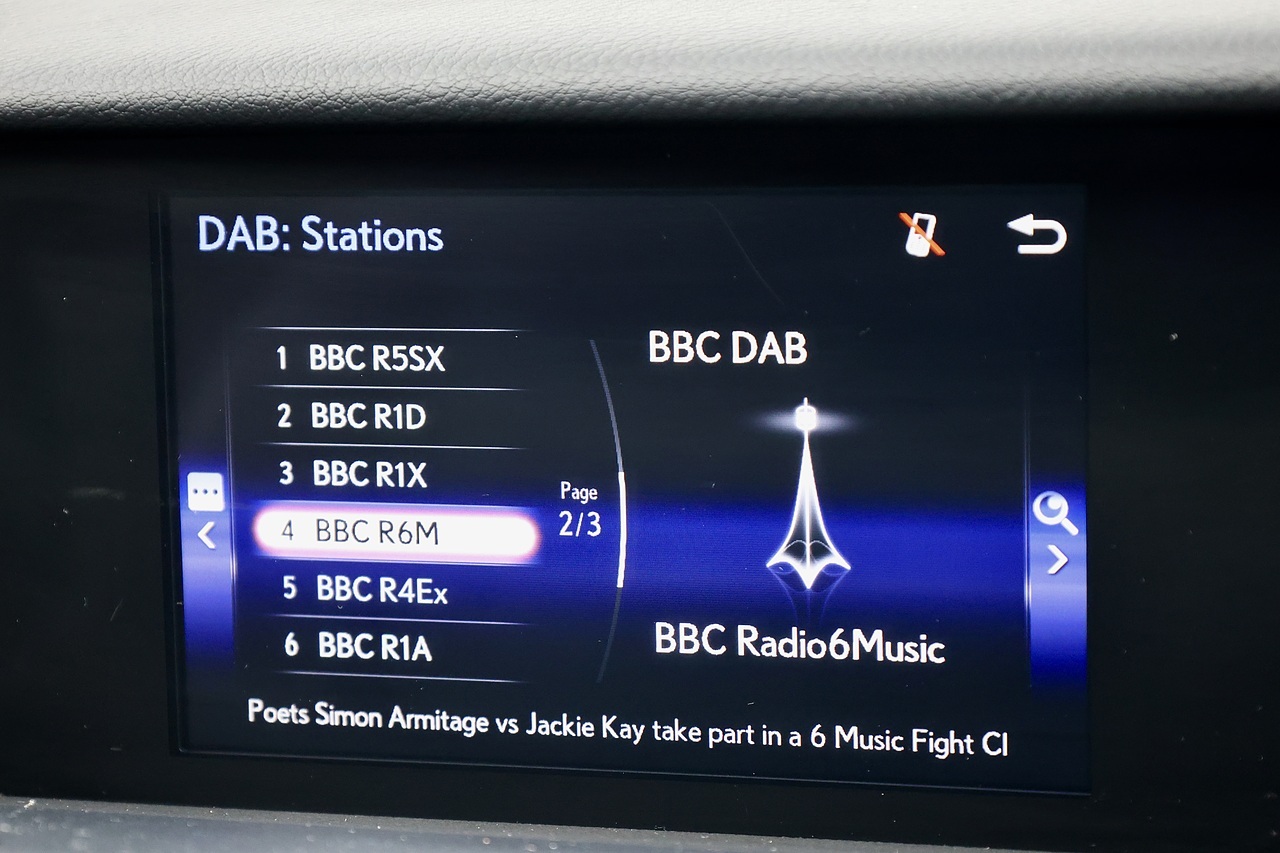 DAB: Stations
1 BBC R5SX
2 BBC R1D
3 BBC R1X
4 BBC R6M
5 BBC R4Ex
6 BBC R1A
Page
2/3
BBC DAB
BBC Radio6Music
Poets Simon Armitage vs Jackie Kay take part in a 6 Music Fight Cl